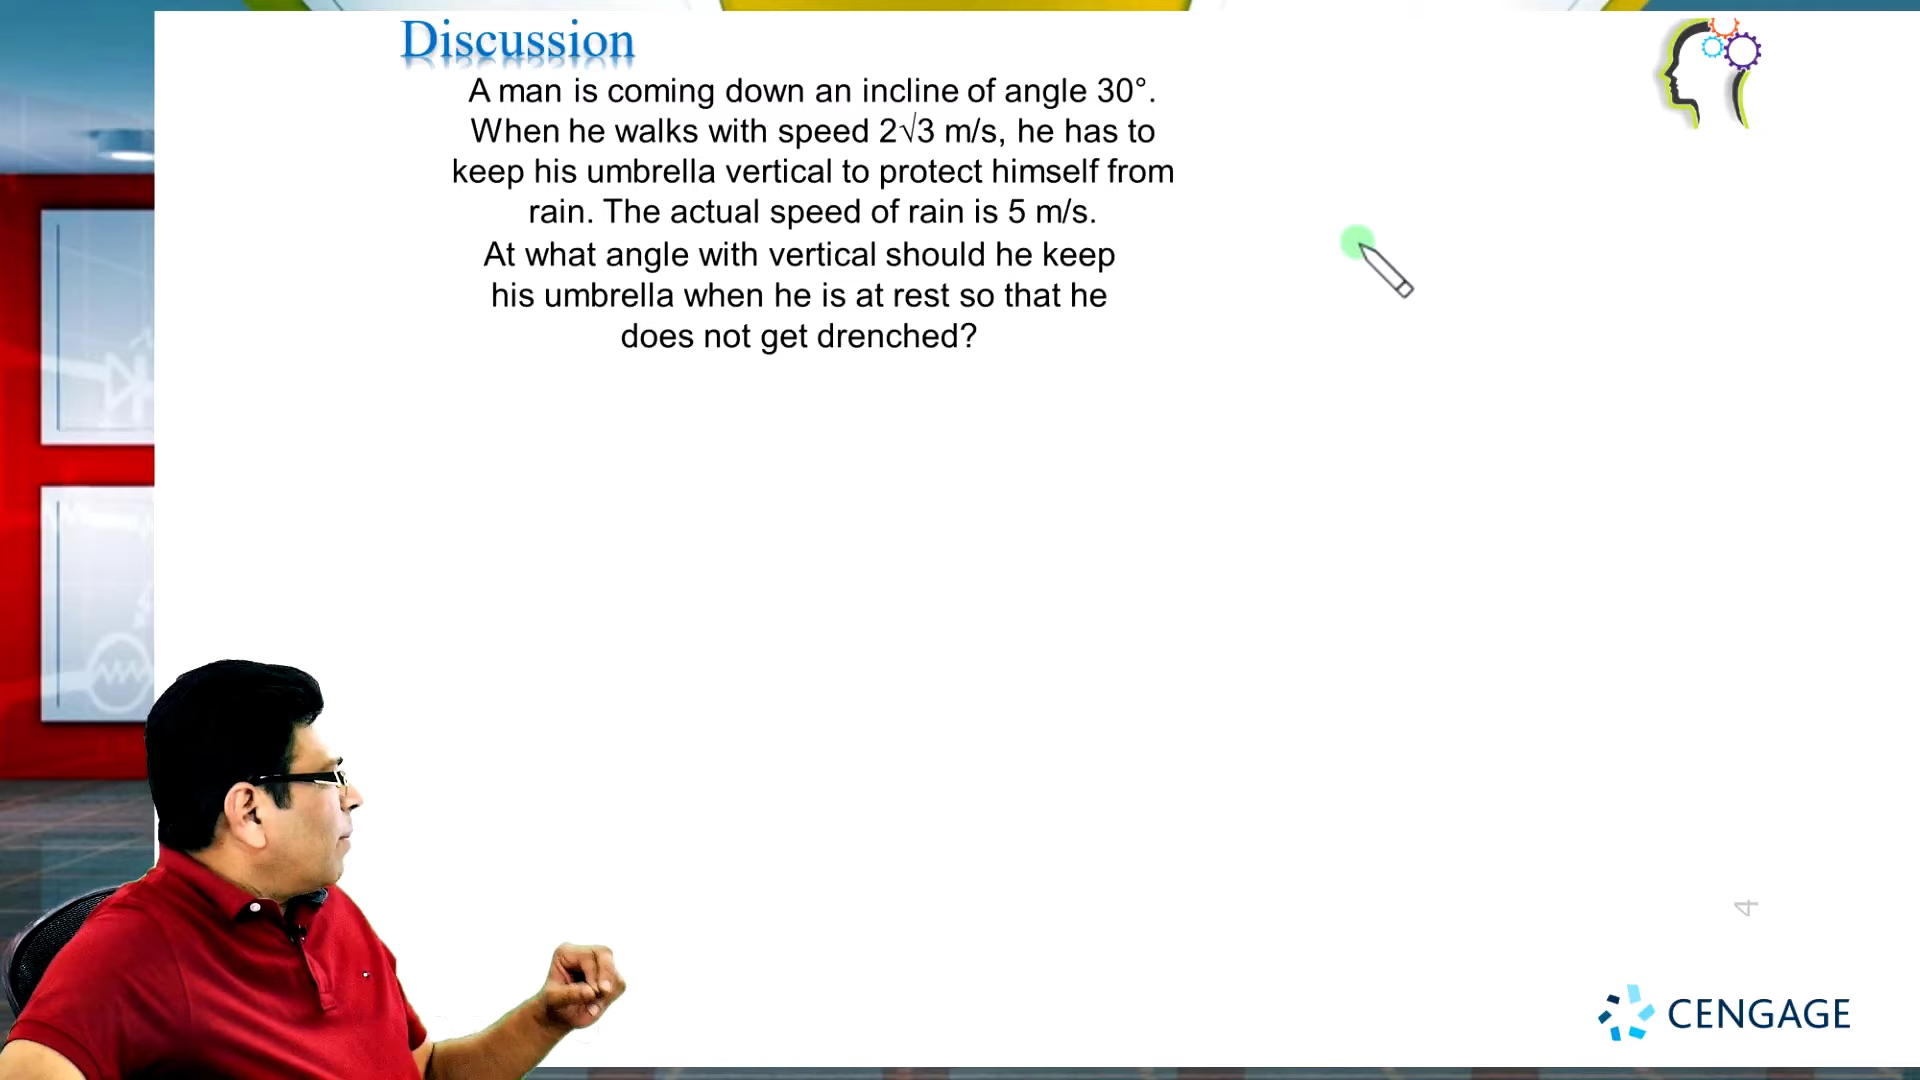 Discussion
A man is coming down an incline of angle 30°.
When he walks with speed 2√3 m/s, he has to
keep his umbrella vertical to protect himself from
rain. The actual speed of rain is 5 m/s.
At what angle with vertical should he keep
his umbrella when he is at rest so that he
does not get drenched?
4
CENGAGE